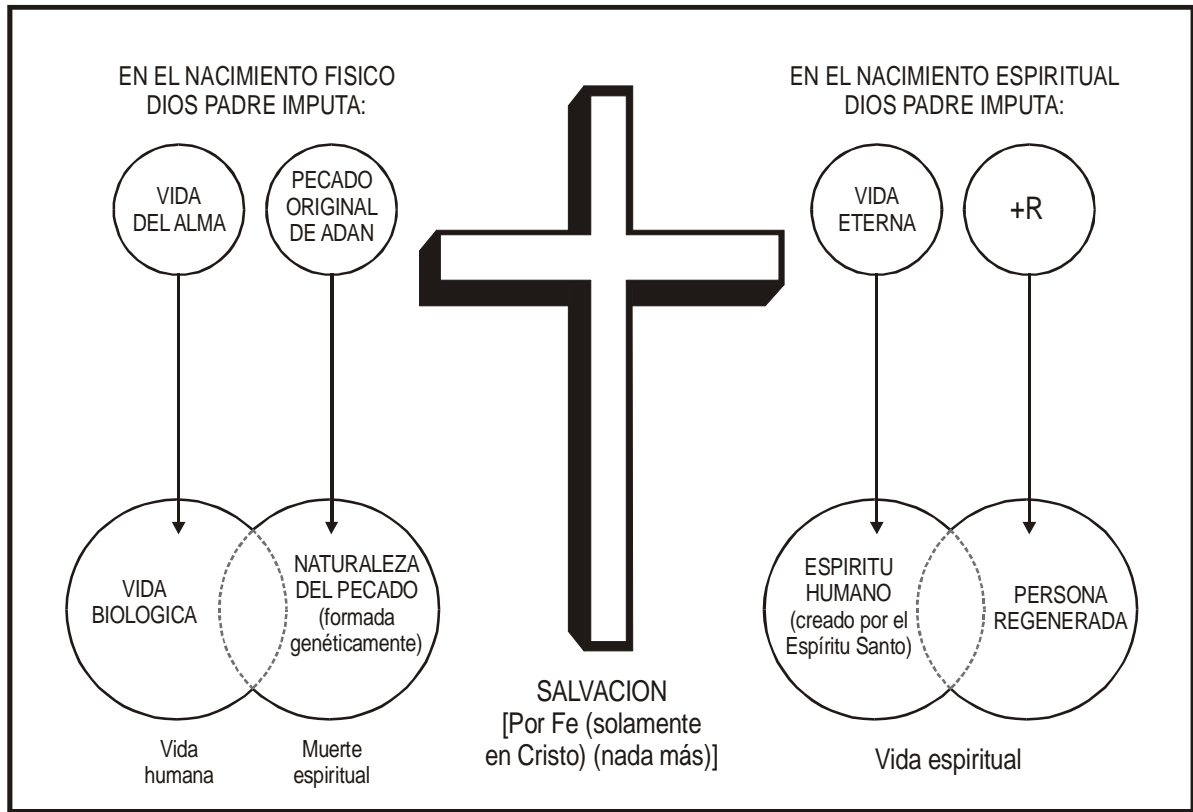 EN EL NACIMIENTO FISICO
DIOS PADRE IMPUTA:
VIDA
DEL ALMA
PECADO
ORIGINAL
DE ADAN
VIDA
BIOLOGICA
NATURALEZA
DEL PECADO
(formada
genéticamente)
Vida
humana
Muerte
espiritual
SALVACION
[Por Fe (solamente
en Cristo) (nada más)]
EN EL NACIMIENTO ESPIRITUAL
DIOS PADRE IMPUTA:
VIDA
ETERNA
+R
ESPIRITU
HUMANO
(creado por el
Espíritu Santo)
PERSONA
REGENERADA
Vida espiritual